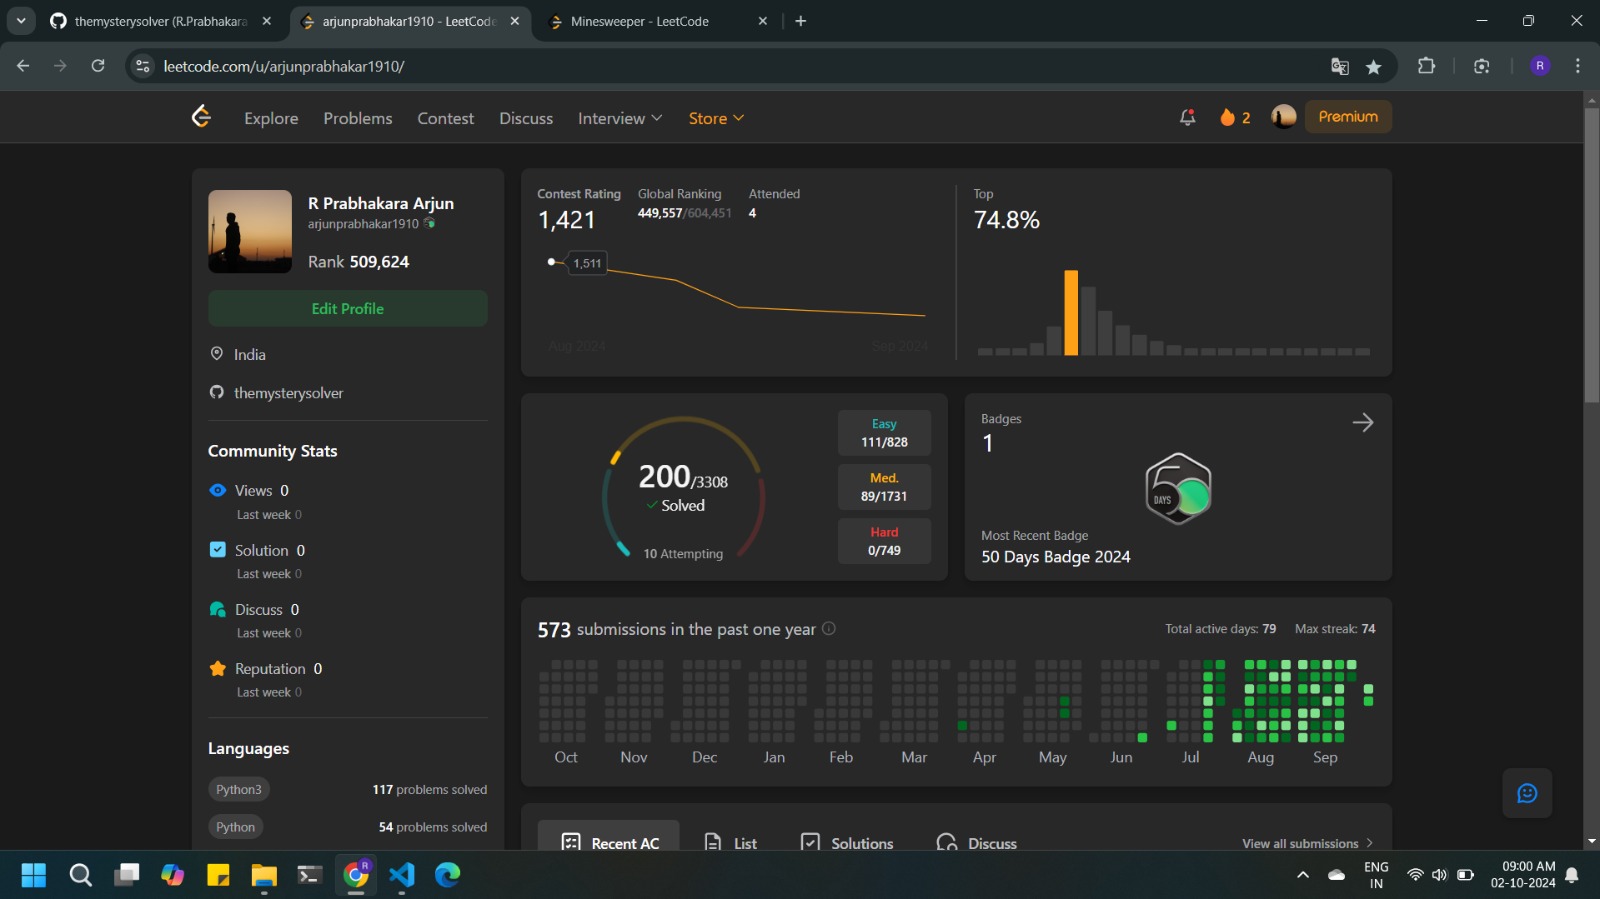 themysterysolver (R.Prabhakara
arjunprabhakar1910 - LeetCode
Minesweeper - LeetCode
leetcode.com/u/arjunprabhakar1910/
R
Explore
Problems
Contest
Discuss
Interview
Store
2
Premium
R Prabhakara Arjun
arjunprabhakar1910
Rank 509,624
Edit Profile
India
themysterysolver
Community Stats
Views 0
Last week 0
Solution 0
Last week 0
Discuss 0
Last week 0
Reputation 0
Last week 0
Languages
Python3
117 problems solved
Python
54 problems solved
Contest Rating
1,421
Global Ranking
449,557/604,451
Attended
4
1,511
Aug 2024
Sep 2024
Top
74.8%
200/3308
Solved
10 Attempting
Easy
111/828
Med.
89/1731
Hard
0/749
Badges
1
50
DAYS
Most Recent Badge
50 Days Badge 2024
573 submissions in the past one year
Total active days: 79
Max streak: 74
Oct
Nov
Dec
Jan
Feb
Mar
Apr
May
Jun
Jul
Aug
Sep
Recent AC
List
Solutions
Discuss
View all submissions
R
ENG
IN
09:00 AM
02-10-2024